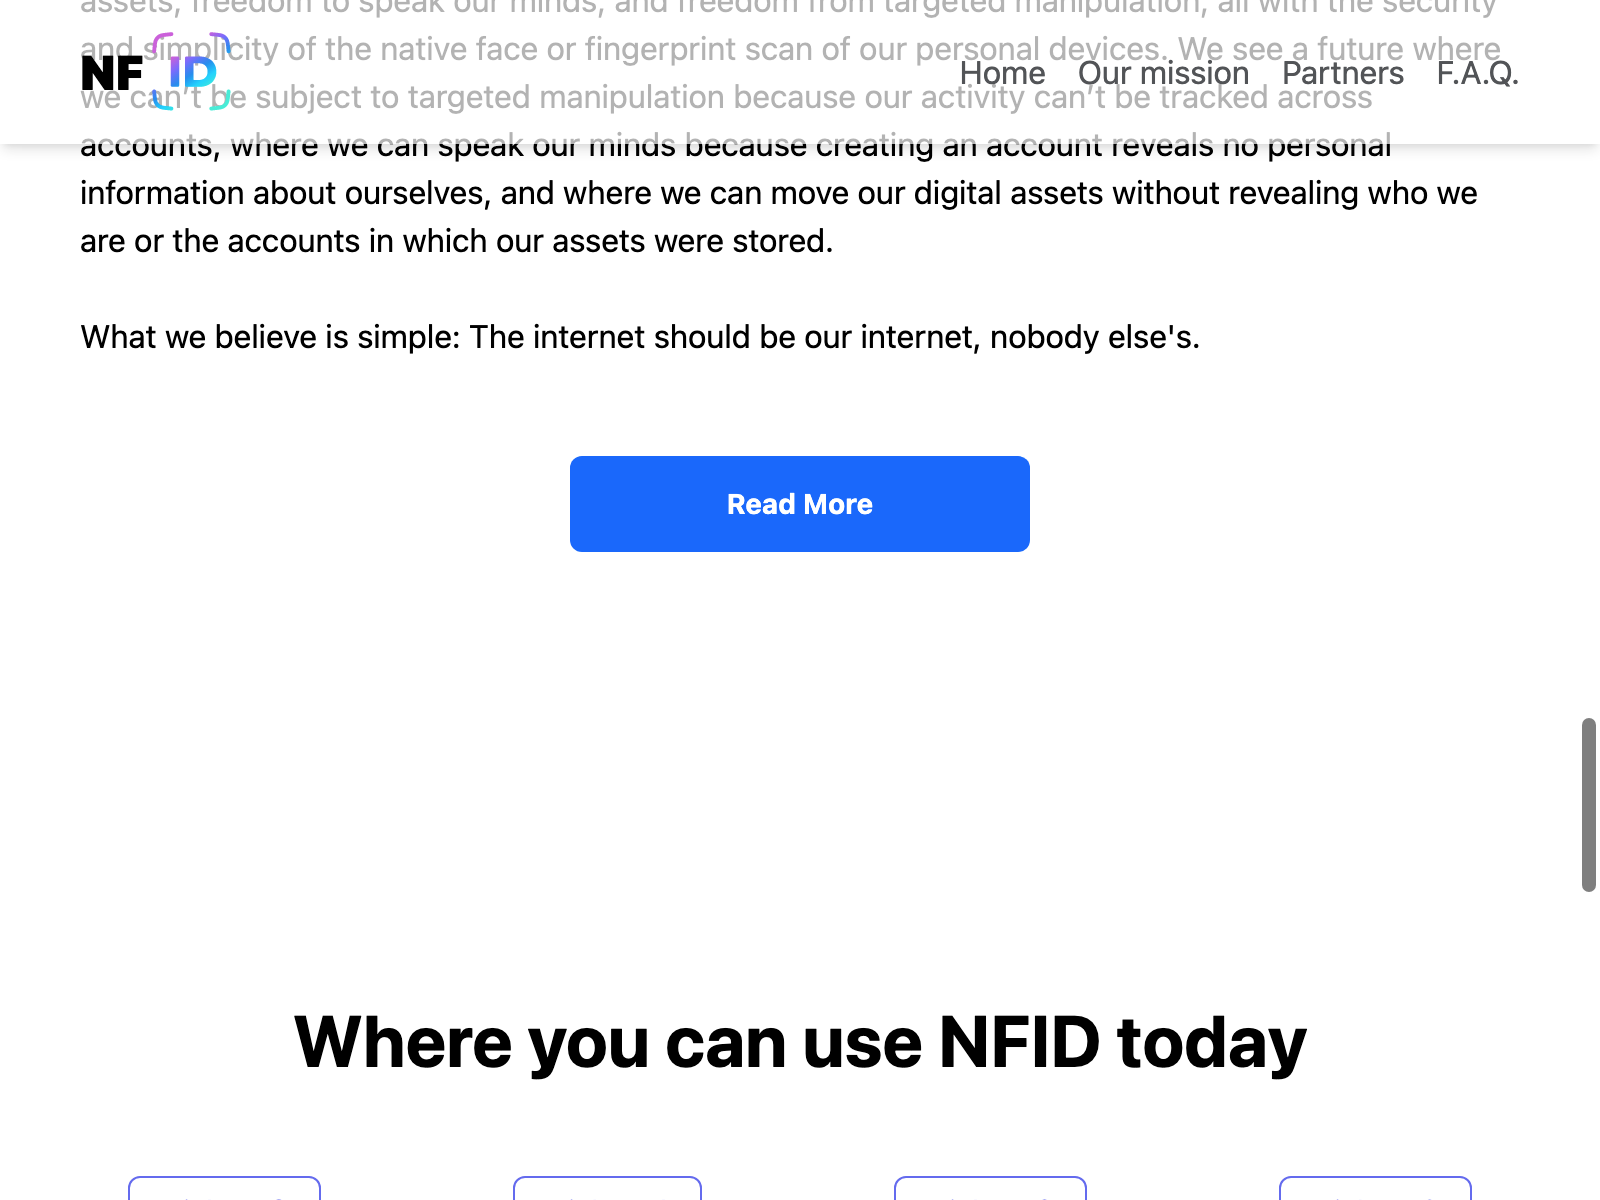 assets, freedom to speak our minds, and freedom from targeted manipulation, all with the security
and simplicity of the native face or fingerprint scan of our personal devices. We see a future where
NFID
Home Our mission Partners F.A.Q.
we can't be subject to targeted manipulation because our activity can't be tracked across
accounts, where we can speak our minds because creating an account reveals no personal
information about ourselves, and where we can move our digital assets without revealing who we
are or the accounts in which our assets were stored.
What we believe is simple: The internet should be our internet, nobody else's.
Read More
Where you can use NFID today